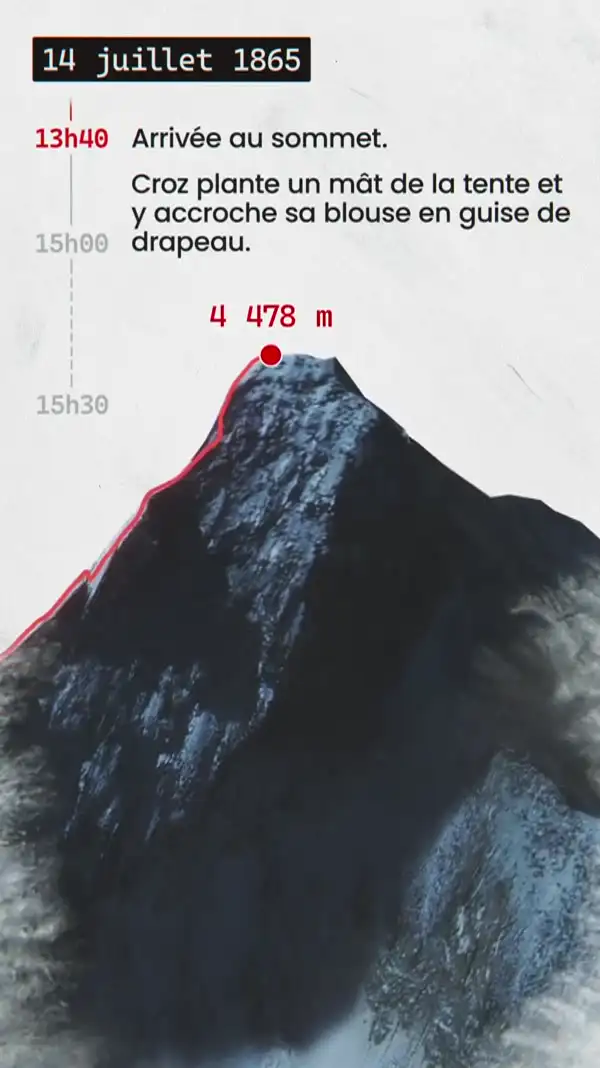 14 juillet 1865
13h40 Arrivée au sommet.
Croz plante un mât de la tente et
y accroche sa blouse en guise de
15h00 drapeau.
4 478 m
15h30